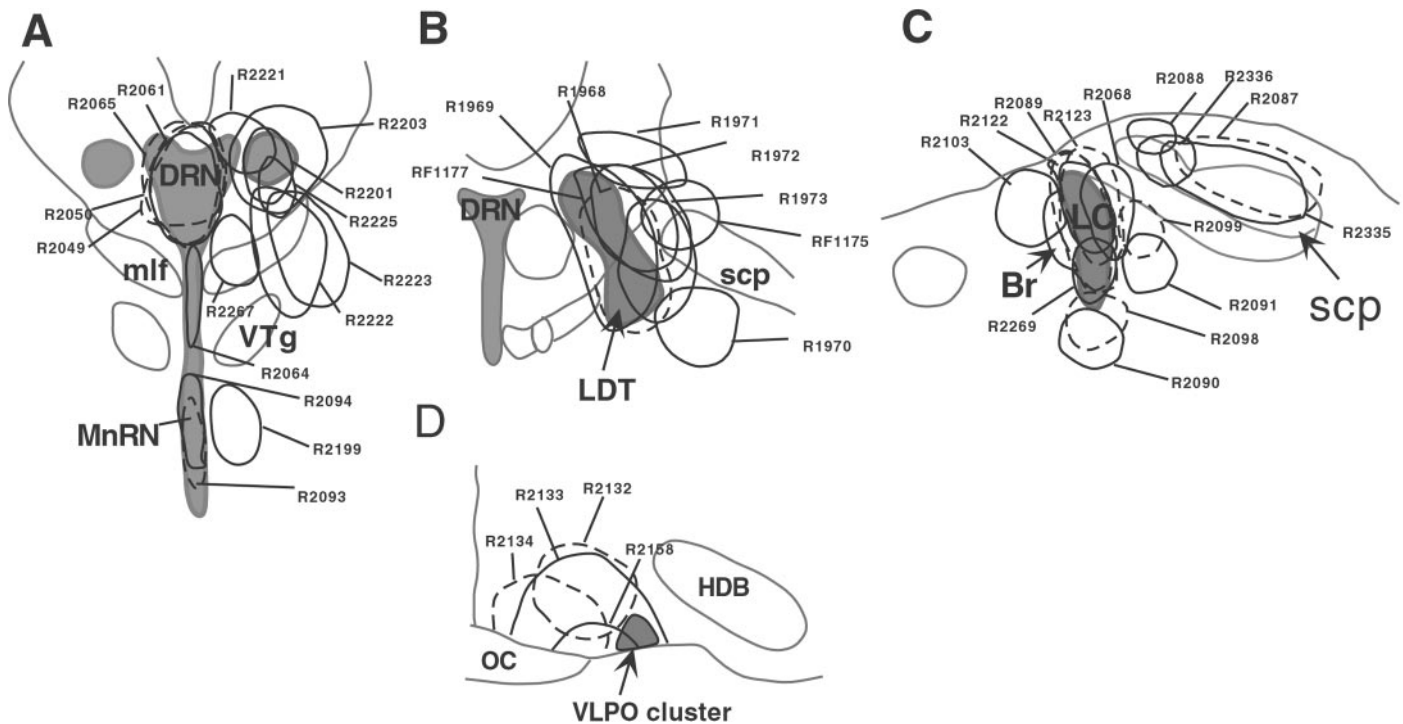 A
R2221
R2061
R2065
R2203
DRN
R2201
R2050
R2225
R2049
mlf
R2223
R2267
R2222
VTg
R2064
R2094
MnRN
R2199
R2093
B
R1968
R1969
R1971
R1972
RF1177
DRN
R1973
RF1175
scp
R1970
LDT
C
R2088
R2336
R2068
R2087
R2089
R2123
R2122
R2103
LC
R2099
R2335
Br
scp
R2091
R2269
R2098
R2090
D
R2132
R2133
R2134
R2158
HDB
OC
VLPO cluster